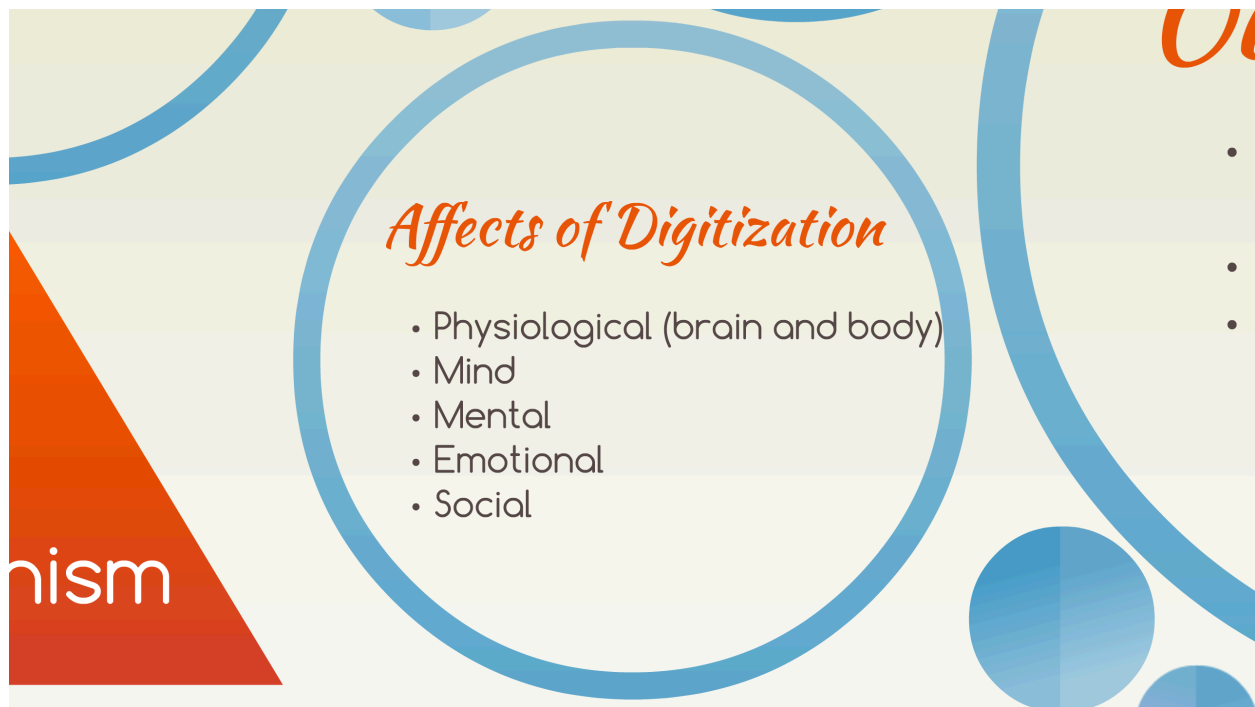 Affects of Digitization
• Physiological (brain and body)
• Mind
• Mental
• Emotional
• Social
nism